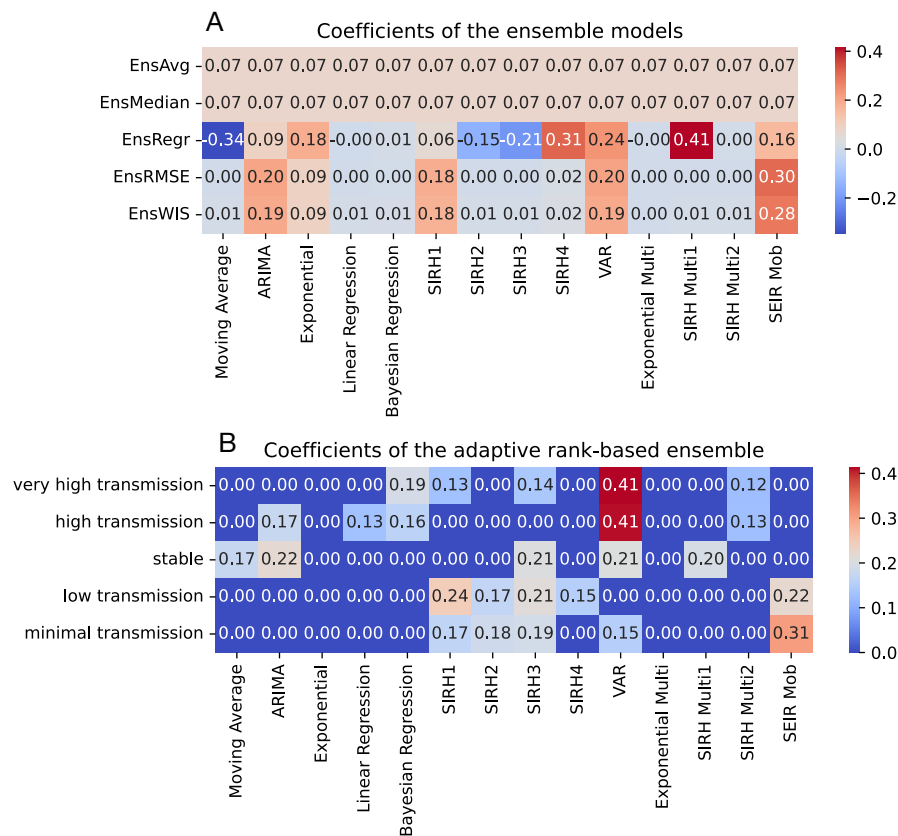 A
Coefficients of the ensemble models
EnsAvg 0.07 0.07 0.07 0.07 0.07 0.07 0.07 0.07 0.07 0.07 0.07 0.07 0.07 0.07
EnsMedian 0.07 0.07 0.07 0.07 0.07 0.07 0.07 0.07 0.07 0.07 0.07 0.07 0.07 0.07
EnsRegr -0.34 0.09 0.18 -0.00 0.01 0.06 -0.15 -0.21 0.31 0.24 -0.00 0.41 0.00 0.16
EnsRMSE 0.00 0.20 0.09 0.00 0.00 0.18 0.00 0.00 0.02 0.20 0.00 0.00 0.00 0.30
EnsWIS 0.01 0.19 0.09 0.01 0.01 0.18 0.01 0.01 0.02 0.19 0.00 0.01 0.01 0.28
Moving Average
ARIMA
Exponential
Linear Regression
Bayesian Regression
SIRH1
SIRH2
SIRH3
SIRH4
VAR
Exponential Multi
SIRH Multi1
SIRH Multi2
SEIR Mob
0.4
0.2
0.0
−0.2
B
Coefficients of the adaptive rank-based ensemble
very high transmission 0.00 0.00 0.00 0.00 0.19 0.13 0.00 0.14 0.00 0.41 0.00 0.00 0.12 0.00
high transmission 0.00 0.17 0.00 0.13 0.16 0.00 0.00 0.00 0.00 0.41 0.00 0.00 0.13 0.00
stable 0.17 0.22 0.00 0.00 0.00 0.00 0.00 0.21 0.00 0.21 0.00 0.20 0.00 0.00
low transmission 0.00 0.00 0.00 0.00 0.00 0.24 0.17 0.21 0.15 0.00 0.00 0.00 0.00 0.22
minimal transmission 0.00 0.00 0.00 0.00 0.00 0.17 0.18 0.19 0.00 0.15 0.00 0.00 0.00 0.31
Moving Average
ARIMA
Exponential
Linear Regression
Bayesian Regression
SIRH1
SIRH2
SIRH3
SIRH4
VAR
Exponential Multi
SIRH Multi1
SIRH Multi2
SEIR Mob
0.4
0.3
0.2
0.1
0.0